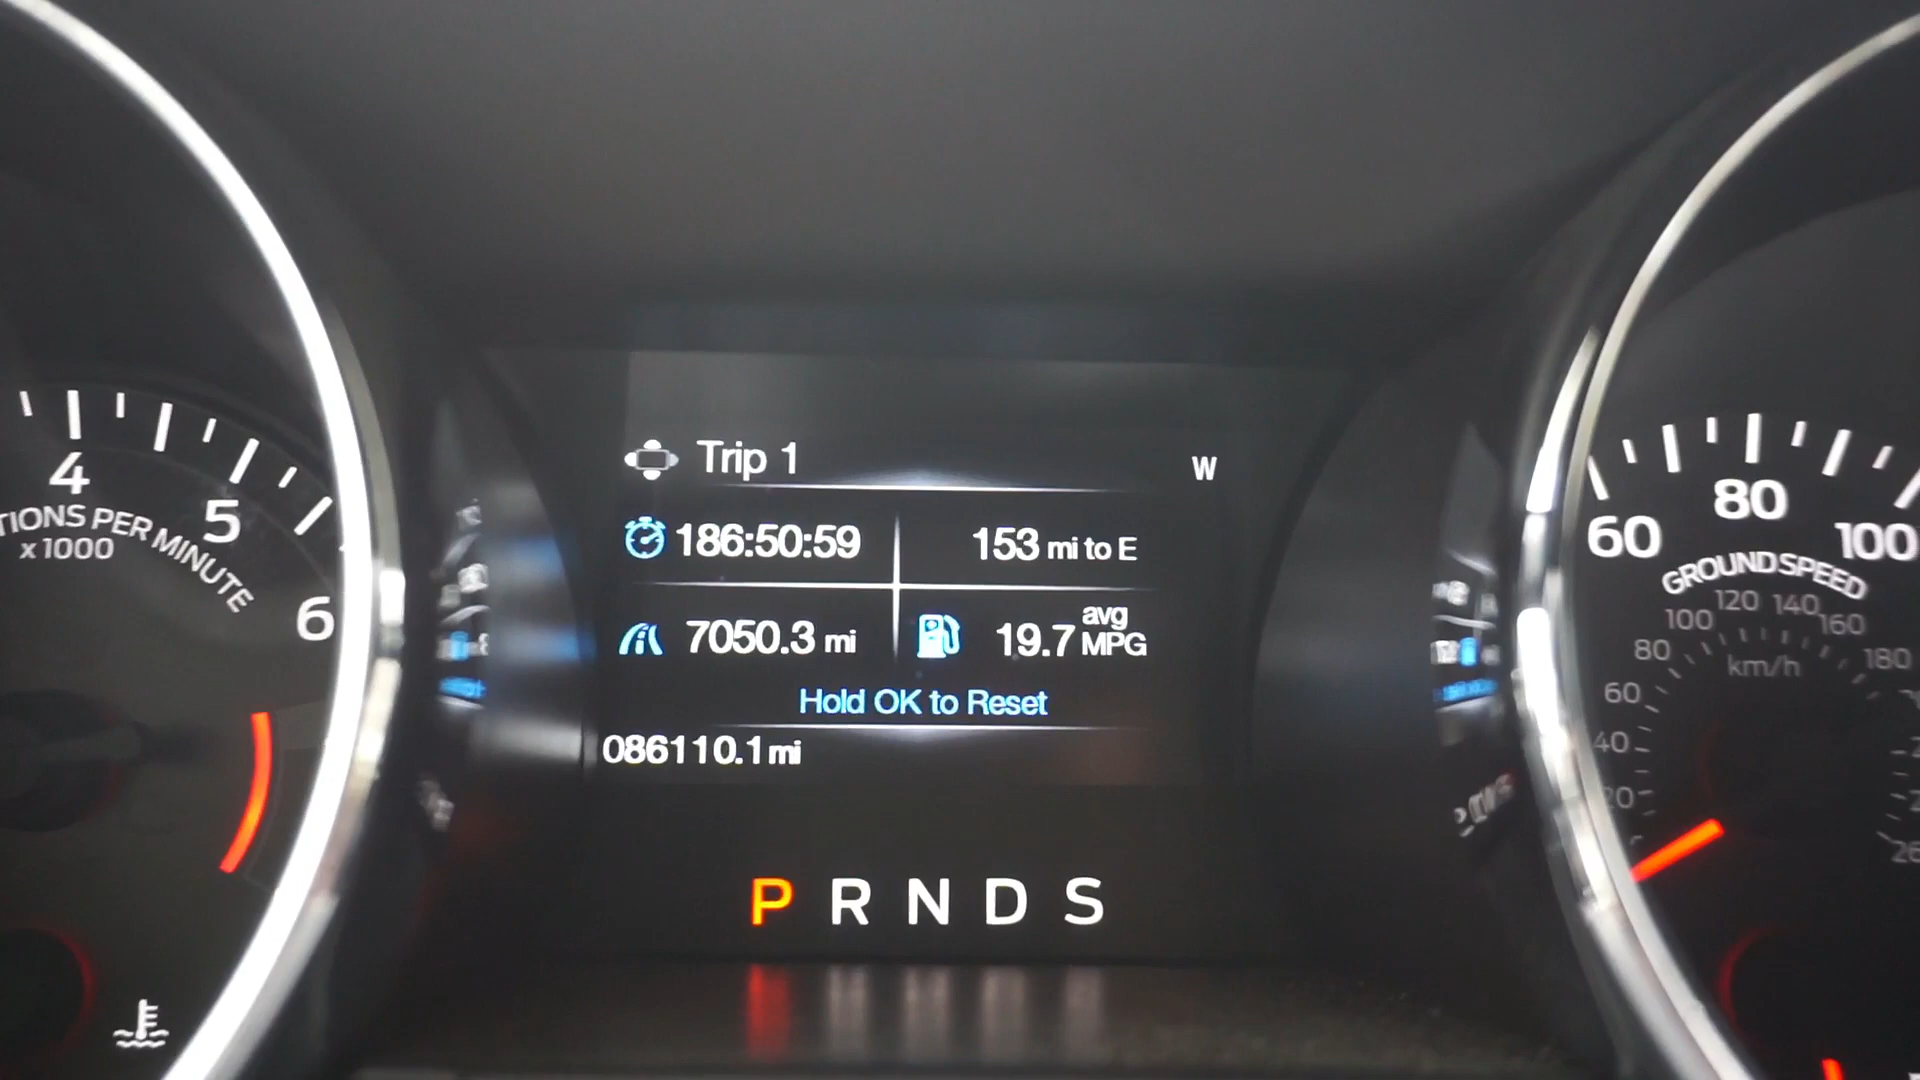 Trip 1
W
186:50:59
153 mi to E
7050.3 mi
19.7 avg MPG
Hold OK to Reset
086110.1 mi
P R N D S
4
5
6
PER MINUTE
x1000
60
80
100
GROUNDSPEED
40
60
80
100
120
140
160
180
km/h